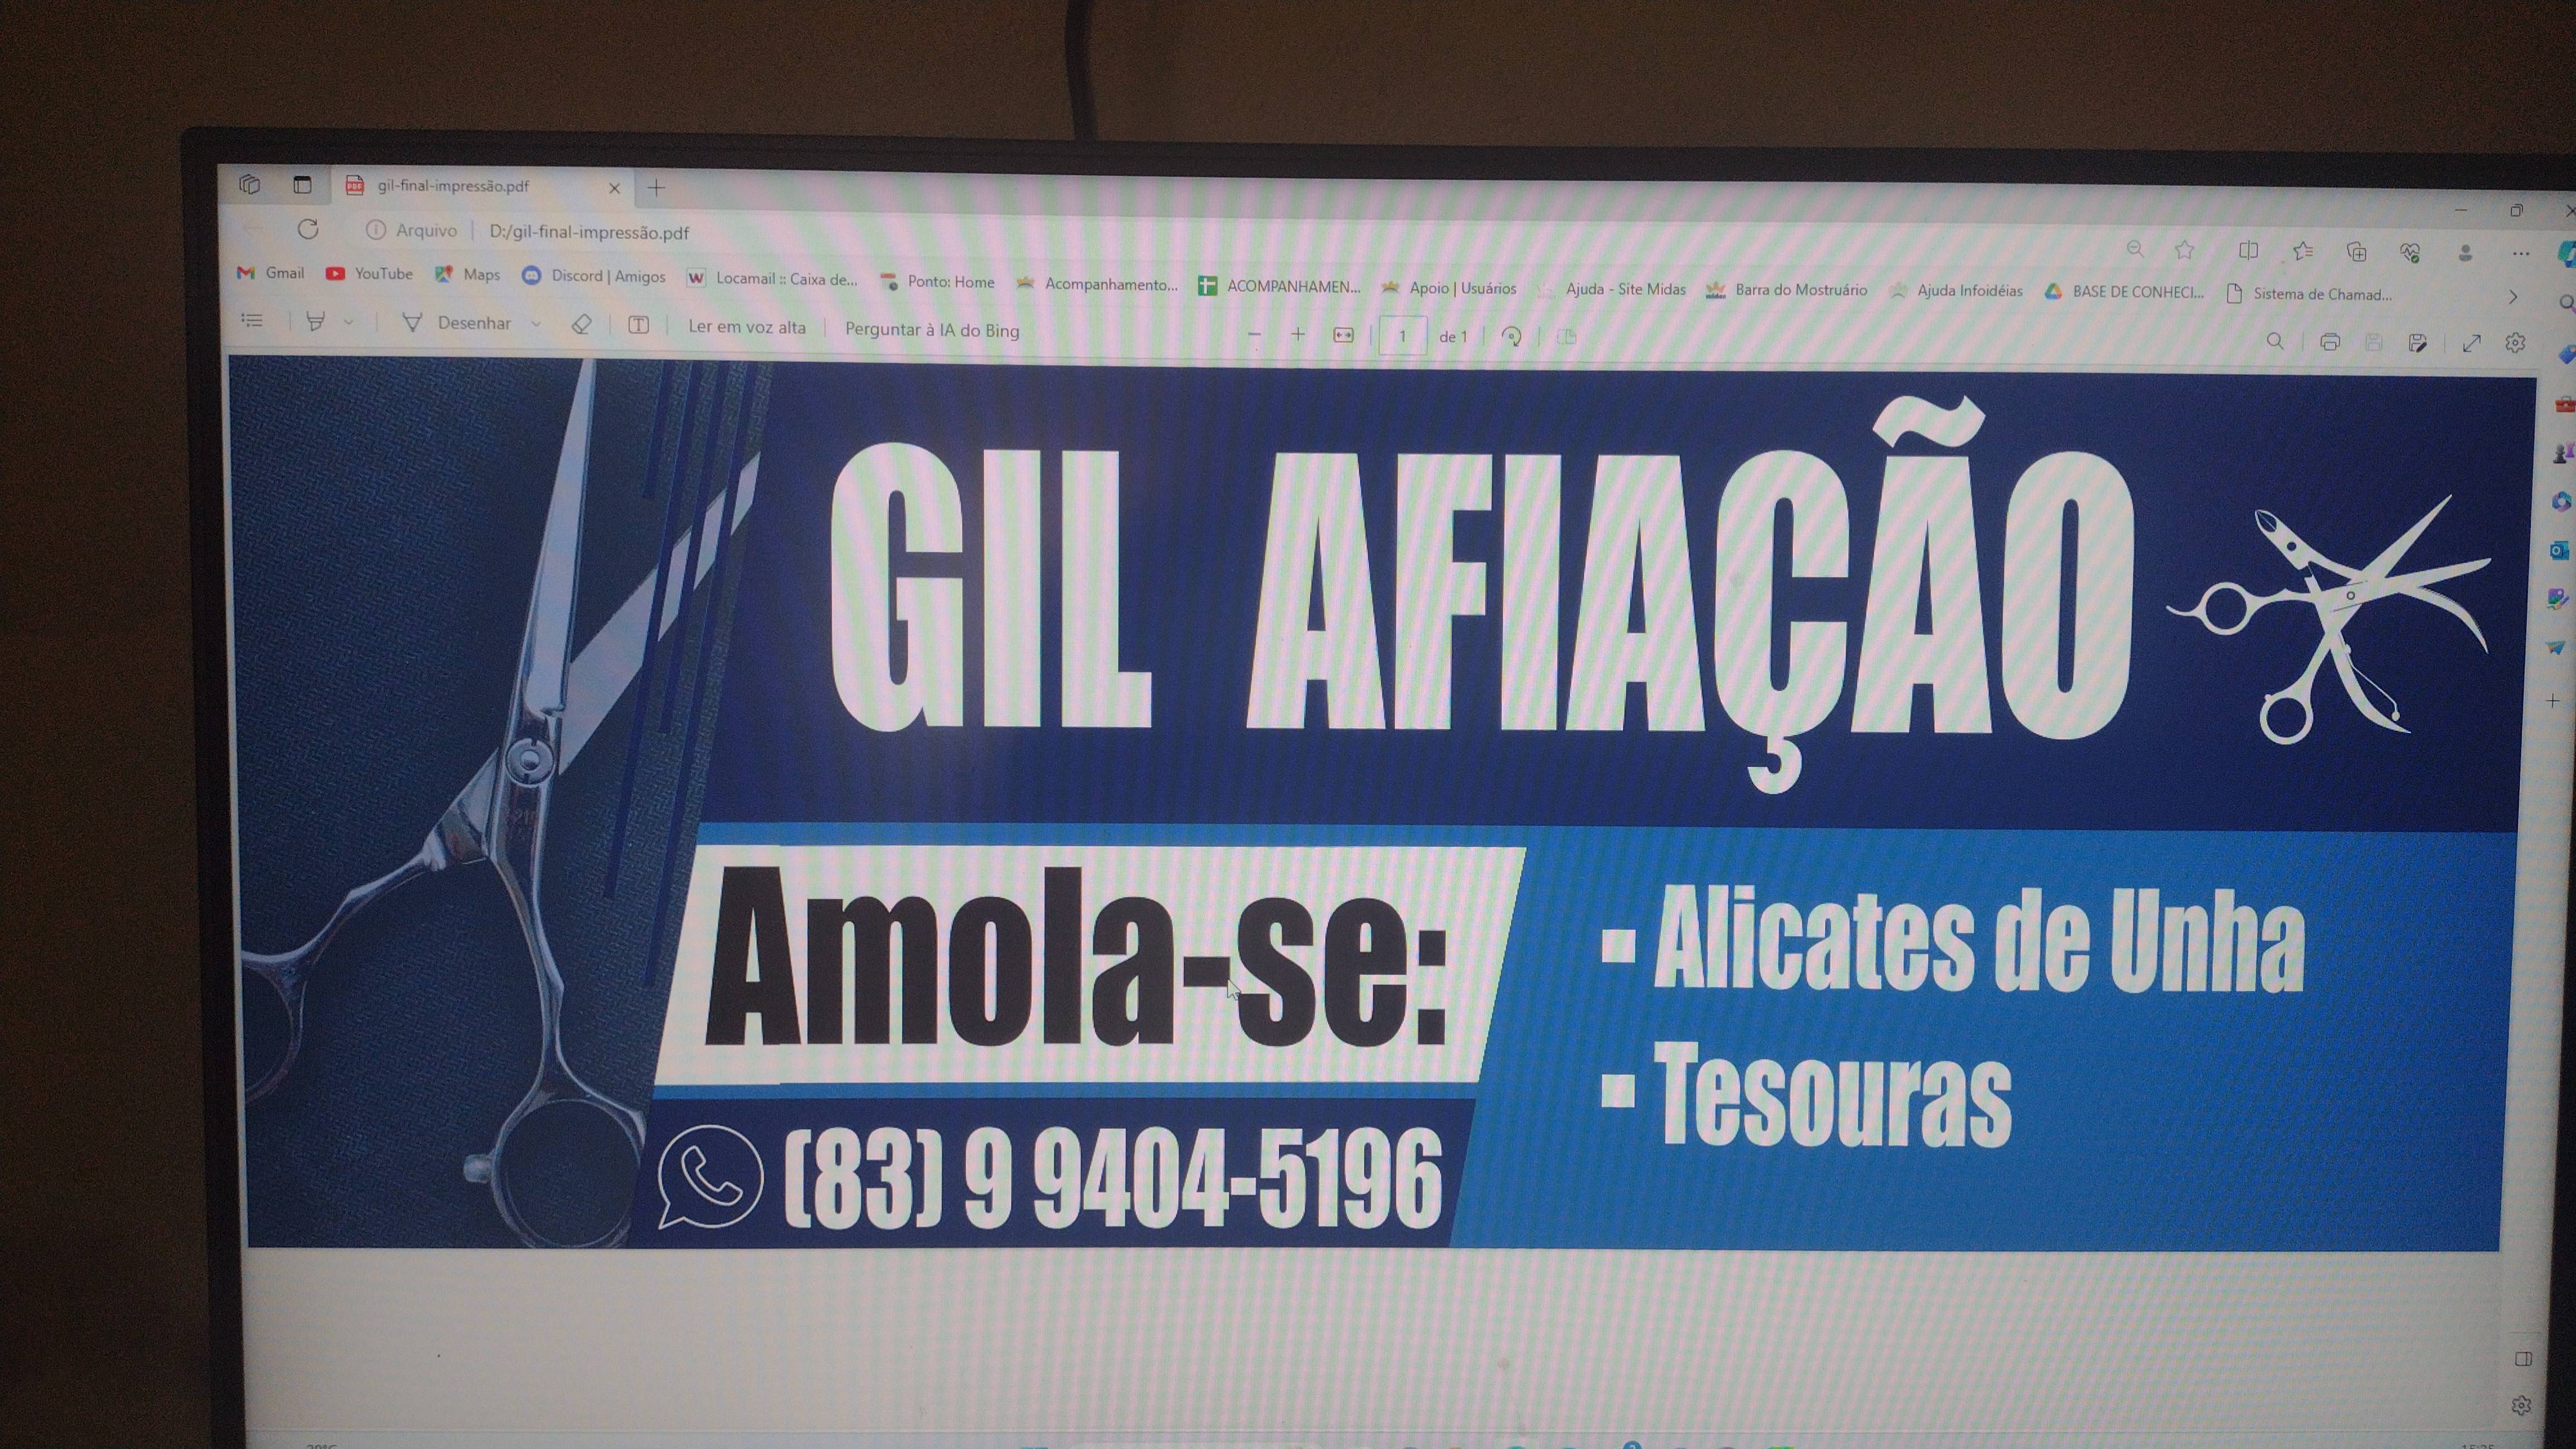 gil-final-impressão.pdf
Arquivo D:/gil-final-impressão.pdf
Gmail YouTube Maps Discord | Amigos Locamail :: Caixa de... Ponto: Home Acompanhamento... ACOMPANHAMEN... Apoio | Usuários Ajuda - Site Midas Barra do Mostruário Ajuda Infoidéias BASE DE CONHECI... Sistema de Chamad...
Desenhar Ler em voz alta Perguntar à IA do Bing 1 de 1
GIL AFIAÇÃO
Amola-se:
▪ Alicates de Unha
▪ Tesouras
(83) 9 9404-5196